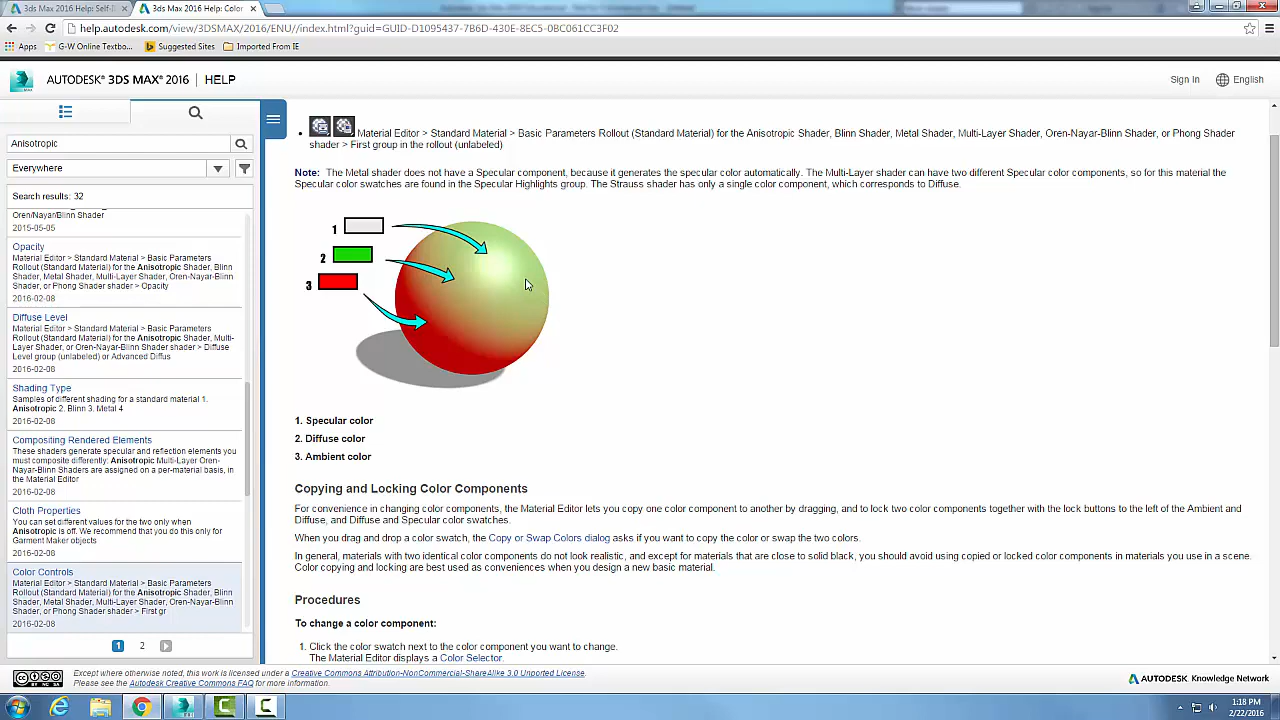 3ds Max 2016 Help: Self-I
3ds Max 2016 Help: Color
help.autodesk.com/view/3DSMAX/2016/ENU//index.html?guid=GUID-D1095437-7B6D-430E-8EC5-0BC061CC3F02
Apps
G-W Online Textbo...
Suggested Sites
Imported From IE
AUTODESK® 3DS MAX® 2016 | HELP
Sign In
English
Anisotropic
Everywhere
Search results: 32
Oren/Nayar/Blinn Shader
2015-05-05
Opacity
Material Editor > Standard Material > Basic Parameters
Rollout (Standard Material) for the Anisotropic Shader, Blinn
Shader, Metal Shader, Multi-Layer Shader, Oren-Nayar-Blinn
Shader, or Phong Shader shader > Opacity
2016-02-08
Diffuse Level
Material Editor > Standard Material > Basic Parameters
Rollout (Standard Material) for the Anisotropic Shader, Multi-
Layer Shader, or Oren-Nayar-Blinn Shader shader > Diffuse
Level group (unlabeled) or Advanced Diffus
2016-02-08
Shading Type
Samples of different shading for a standard material 1.
Anisotropic 2. Blinn 3. Metal 4
2016-02-08
Compositing Rendered Elements
These shaders generate specular and reflection elements you
must composite differently: Anisotropic Multi-Layer Oren-
Nayar-Blinn Shaders are assigned on a per-material basis, in
the Material Editor
2016-02-08
Cloth Properties
You can set different values for the two only when
Anisotropic is off. We recommend that you do this only for
Garment Maker objects
2016-02-08
Color Controls
Material Editor > Standard Material > Basic Parameters
Rollout (Standard Material) for the Anisotropic Shader, Blinn
Shader, Metal Shader, Multi-Layer Shader, Oren-Nayar-Blinn
Shader, or Phong Shader shader > First gr
2016-02-08
1 2
• Material Editor > Standard Material > Basic Parameters Rollout (Standard Material) for the Anisotropic Shader, Blinn Shader, Metal Shader, Multi-Layer Shader, Oren-Nayar-Blinn Shader, or Phong Shader
shader > First group in the rollout (unlabeled)
Note: The Metal shader does not have a Specular component, because it generates the specular color automatically. The Multi-Layer shader can have two different Specular color components, so for this material the
Specular color swatches are found in the Specular Highlights group. The Strauss shader has only a single color component, which corresponds to Diffuse.
1
2
3
1. Specular color
2. Diffuse color
3. Ambient color
Copying and Locking Color Components
For convenience in changing color components, the Material Editor lets you copy one color component to another by dragging, and to lock two color components together with the lock buttons to the left of the Ambient and
Diffuse, and Diffuse and Specular color swatches.
When you drag and drop a color swatch, the Copy or Swap Colors dialog asks if you want to copy the color or swap the two colors.
In general, materials with two identical color components do not look realistic, and except for materials that are close to solid black, you should avoid using copied or locked color components in materials you use in a scene.
Color copying and locking are best used as conveniences when you design a new basic material.
Procedures
To change a color component:
1. Click the color swatch next to the color component you want to change.
The Material Editor displays a Color Selector.
Except where otherwise noted, this work is licensed under a Creative Commons Attribution-NonCommercial-ShareAlike 3.0 Unported License.
Please see the Autodesk Creative Commons FAQ for more information.
AUTODESK. Knowledge Network
1:18 PM
2/22/2016